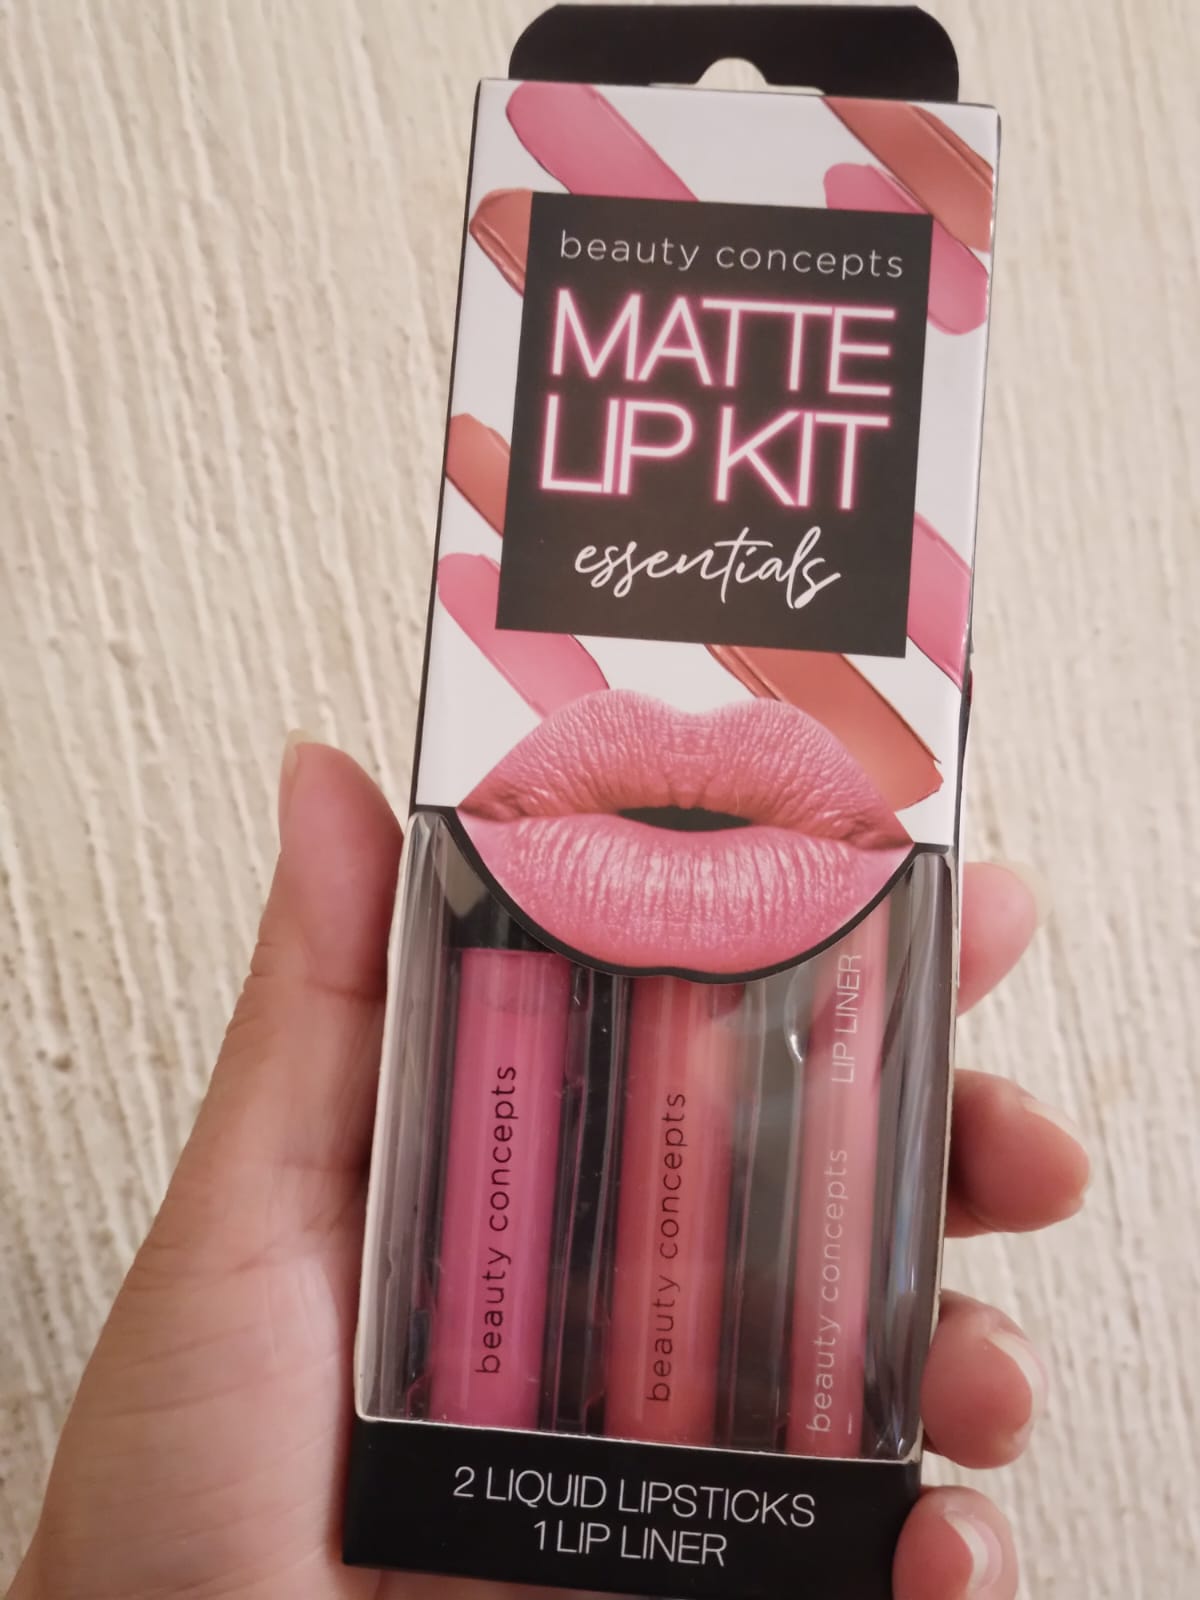 beauty concepts
MATTE
LIP KIT
essentials
beauty concepts
beauty concepts
beauty concepts LIP LINER
2 LIQUID LIPSTICKS
1 LIP LINER